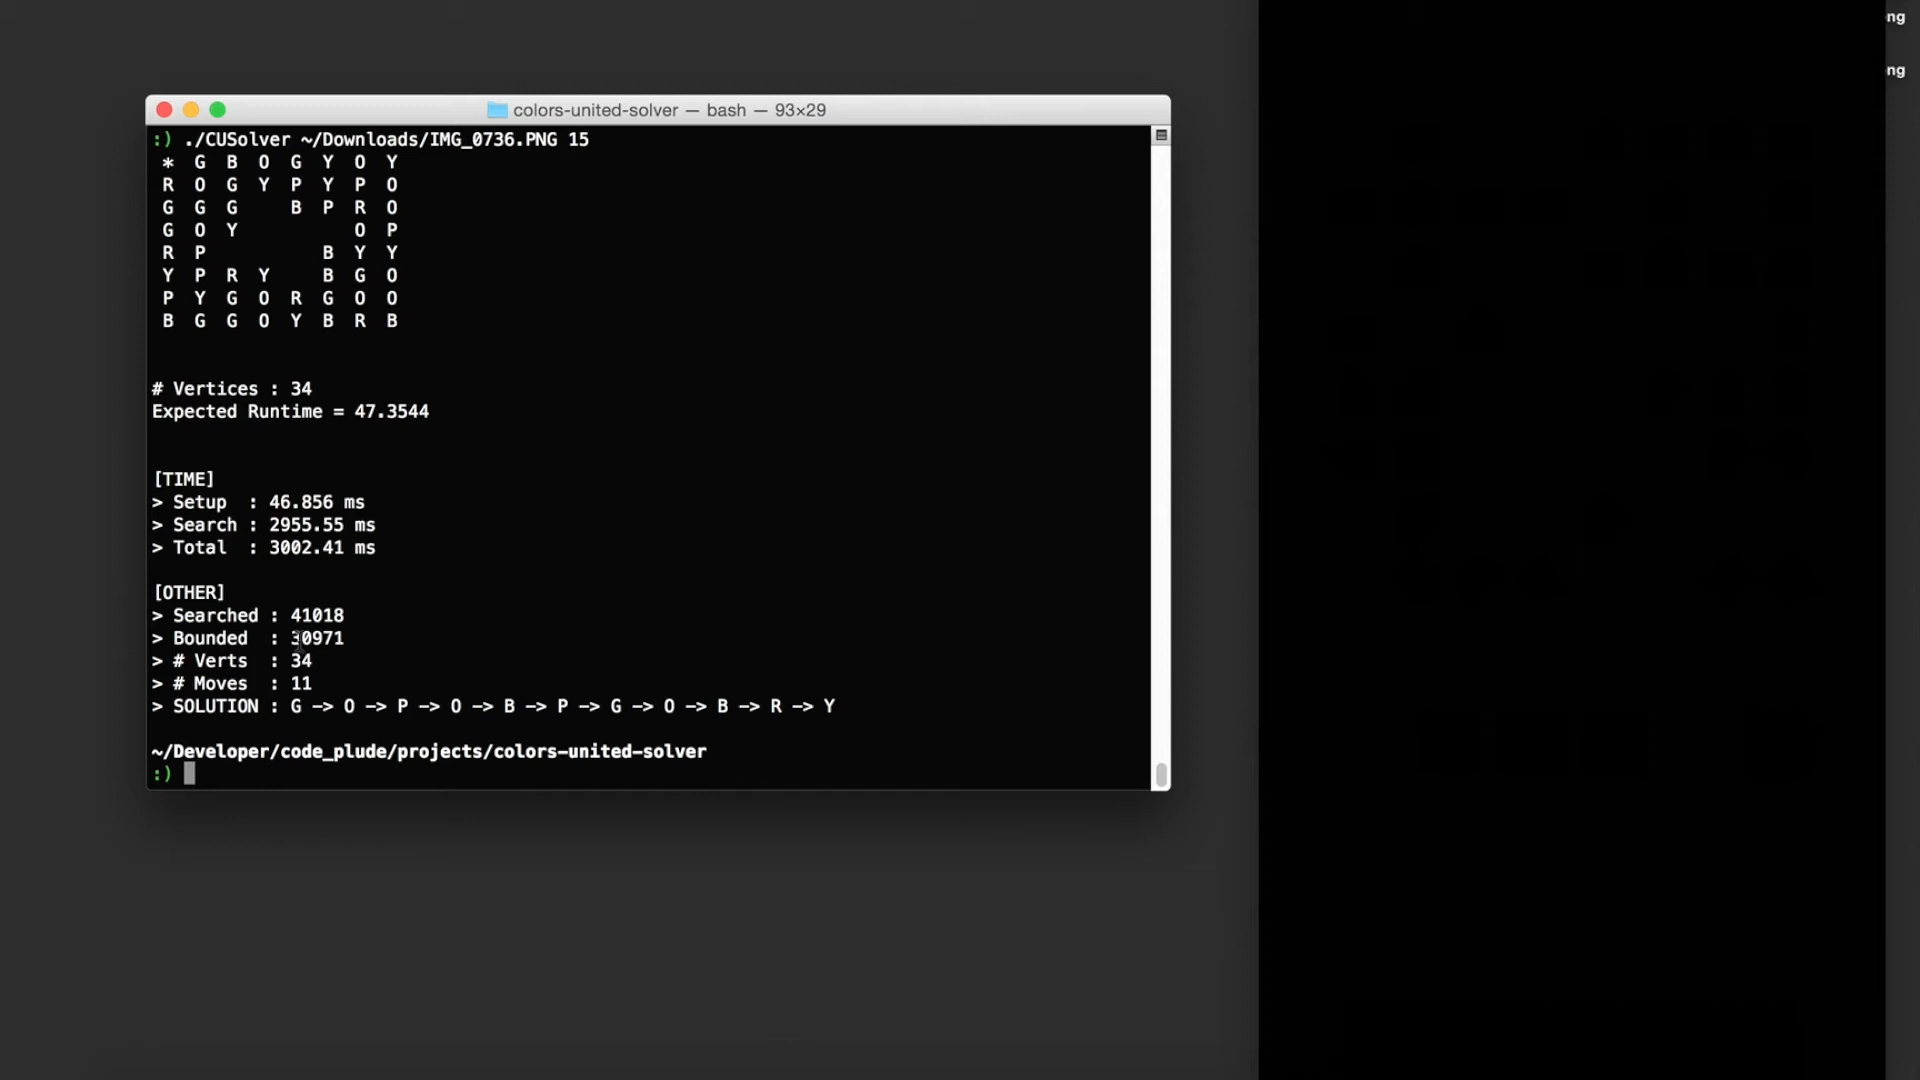 colors-united-solver — bash — 93×29
:) ./CUSolver ~/Downloads/IMG_0736.PNG 15
* G B O G Y O Y
R O G Y P Y P O
G G G   B P R O
G O Y       O P
R P       B Y Y
Y P R Y   B G O
P Y G O R G O O
B G G O Y B R B
# Vertices : 34
Expected Runtime = 47.3544
[TIME]
> Setup  : 46.856 ms
> Search : 2955.55 ms
> Total  : 3002.41 ms
[OTHER]
> Searched : 41018
> Bounded  : 30971
> # Verts  : 34
> # Moves  : 11
> SOLUTION : G -> O -> P -> O -> B -> P -> G -> O -> B -> R -> Y
~/Developer/code_plude/projects/colors-united-solver
:)
ng
ng